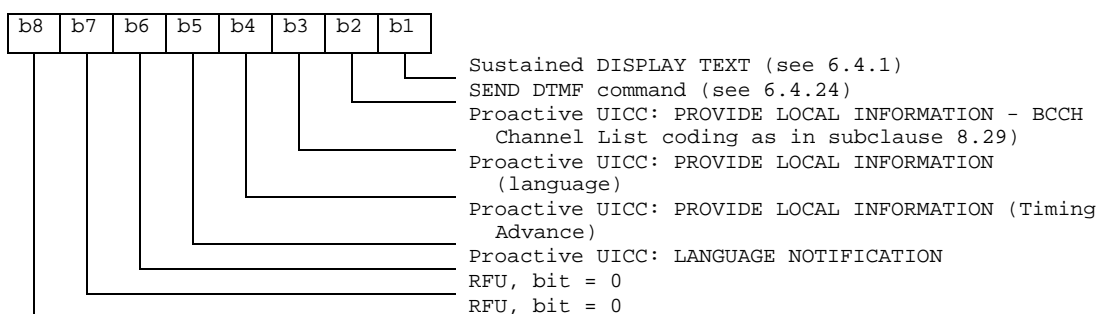 b8 b7 b6 b5 b4 b3 b2 b1
Sustained DISPLAY TEXT (see 6.4.1)
SEND DTMF command (see 6.4.24)
Proactive UICC: PROVIDE LOCAL INFORMATION - BCCH
Channel List coding as in subclause 8.29)
Proactive UICC: PROVIDE LOCAL INFORMATION
(language)
Proactive UICC: PROVIDE LOCAL INFORMATION (Timing
Advance)
Proactive UICC: LANGUAGE NOTIFICATION
RFU, bit = 0
RFU, bit = 0